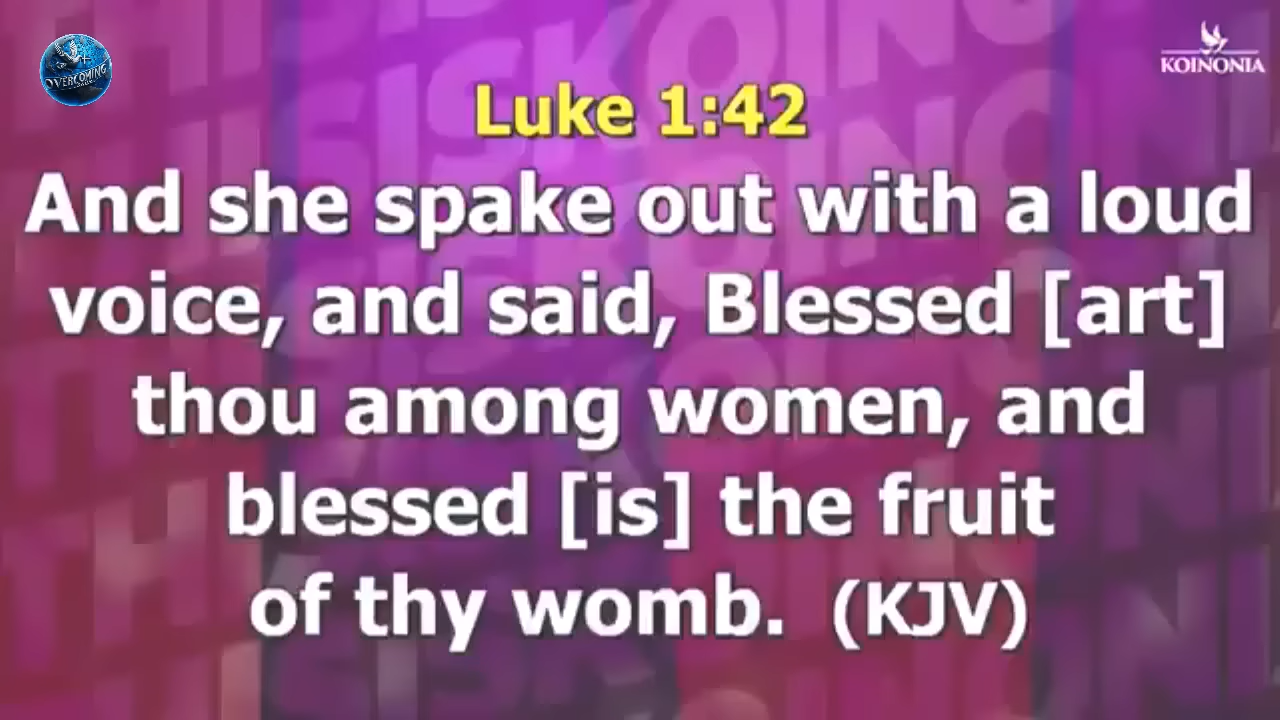 OVERCOMING
KOINONIA
Luke 1:42
And she spake out with a loud
voice, and said, Blessed [art]
thou among women, and
blessed [is] the fruit
of thy womb. (KJV)